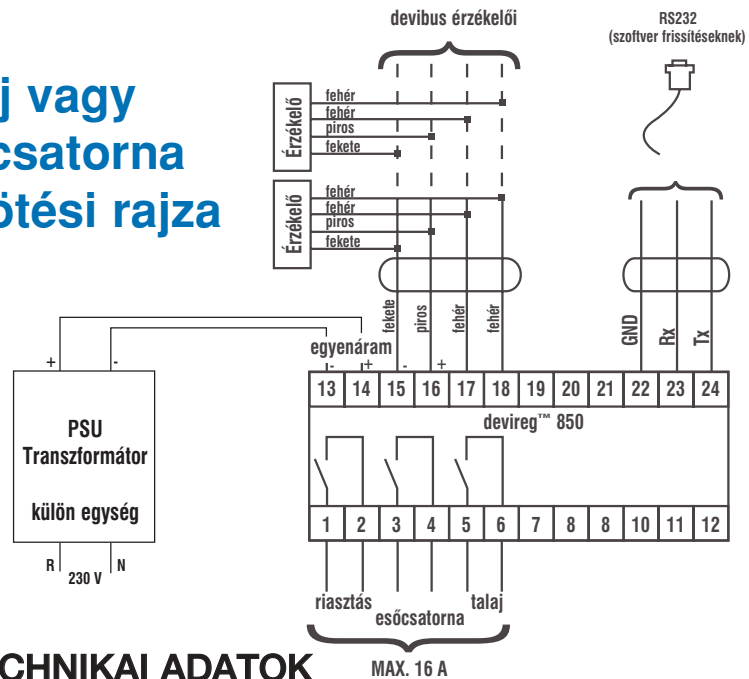 devibus érzékelői
RS232
(szoftver frissítéseknek)
j vagy
csatorna
ötési rajza
Érzékelő
fehér
fehér
piros
fekete
Érzékelő
fehér
fehér
piros
fekete
fekete
piros
fehér
fehér
GND
Rx
Tx
egyenáram
+ -
- + - +
13 14 15 16 17 18 19 20 21 22 23 24
devireg™ 850
PSU
Transzformátor
külön egység
R 230 V N
1 2 3 4 5 6 7 8 8 10 11 12
riasztás esőcsatorna talaj
MAX. 16 A
CHNIKAI ADATOK